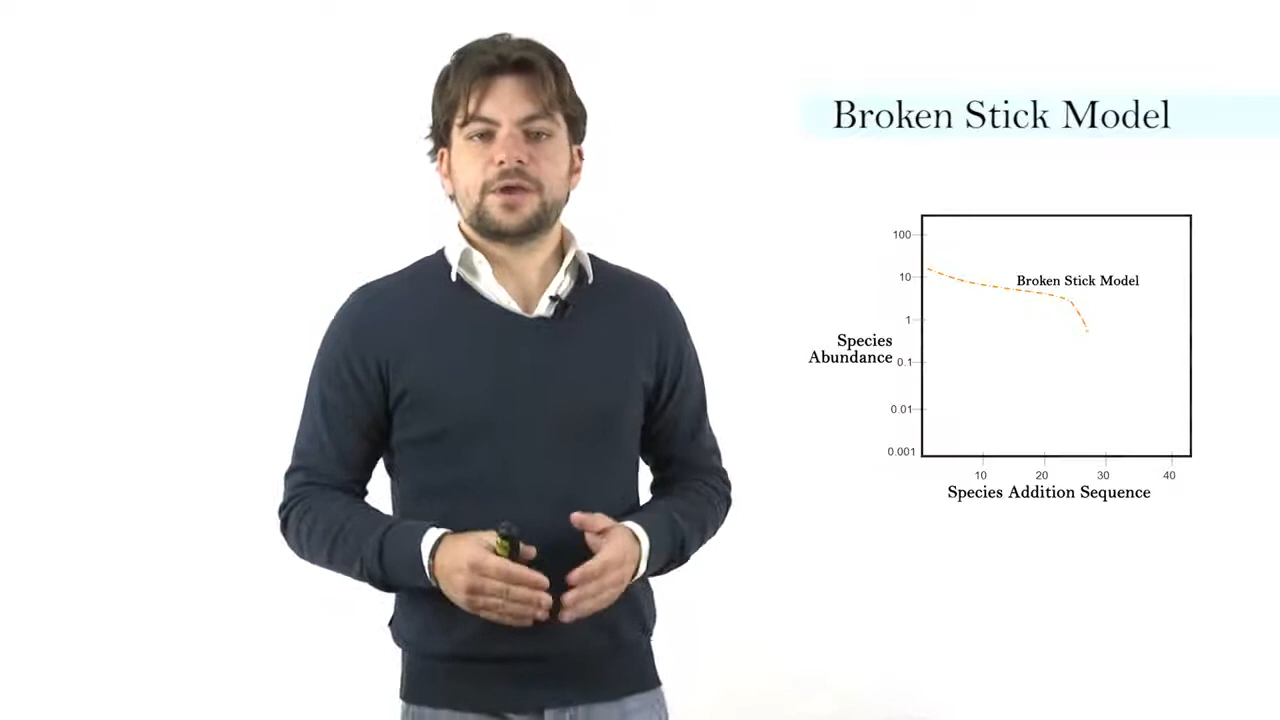 Broken Stick Model
100
10
Broken Stick Model
1
Species
Abundance
0.1
0.01
0.001
10 20 30 40
Species Addition Sequence